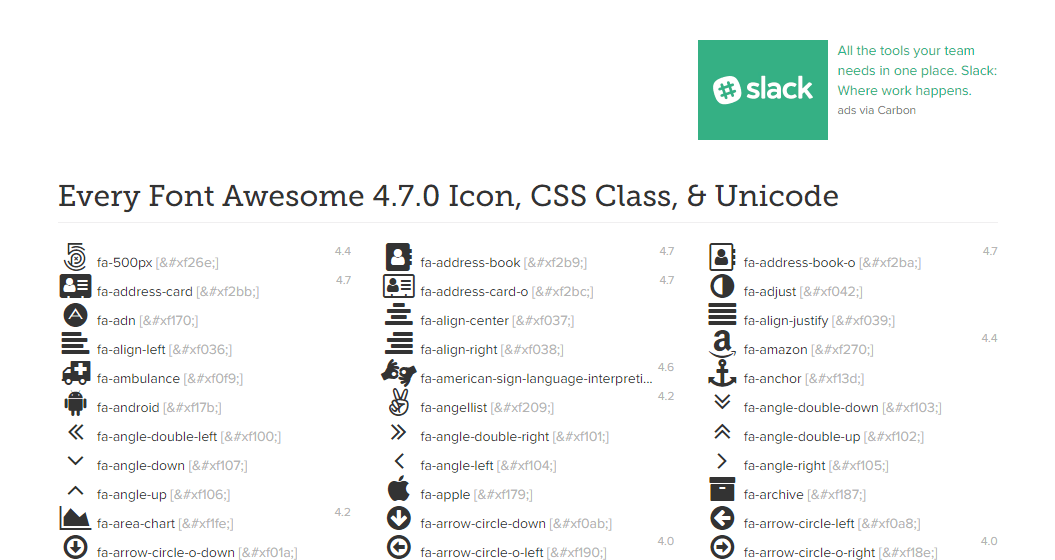 slack
All the tools your team
needs in one place. Slack:
Where work happens.
ads via Carbon
Every Font Awesome 4.7.0 Icon, CSS Class, & Unicode
fa-500px [&#xf26e;] 4.4 fa-address-book [&#xf2b9;] 4.7 fa-address-book-o [&#xf2ba;] 4.7
fa-address-card [&#xf2bb;] 4.7 fa-address-card-o [&#xf2bc;] 4.7 fa-adjust [&#xf042;]
fa-adn [&#xf170;] fa-align-center [&#xf037;] fa-align-justify [&#xf039;]
fa-align-left [&#xf036;] fa-align-right [&#xf038;] fa-amazon [&#xf270;] 4.4
fa-ambulance [&#xf0f9;] fa-american-sign-language-interpreti... 4.6 fa-anchor [&#xf13d;]
fa-android [&#xf17b;] fa-angellist [&#xf209;] 4.2 fa-angle-double-down [&#xf103;]
fa-angle-double-left [&#xf100;] fa-angle-double-right [&#xf101;] fa-angle-double-up [&#xf102;]
fa-angle-down [&#xf107;] fa-angle-left [&#xf104;] fa-angle-right [&#xf105;]
fa-angle-up [&#xf106;] fa-apple [&#xf179;] fa-archive [&#xf187;]
fa-area-chart [&#xf1fe;] 4.2 fa-arrow-circle-down [&#xf0ab;] fa-arrow-circle-left [&#xf0a8;]
fa-arrow-circle-o-down [&#xf01a;] fa-arrow-circle-o-left [&#xf190;] 4.0 fa-arrow-circle-o-right [&#xf18e;] 4.0